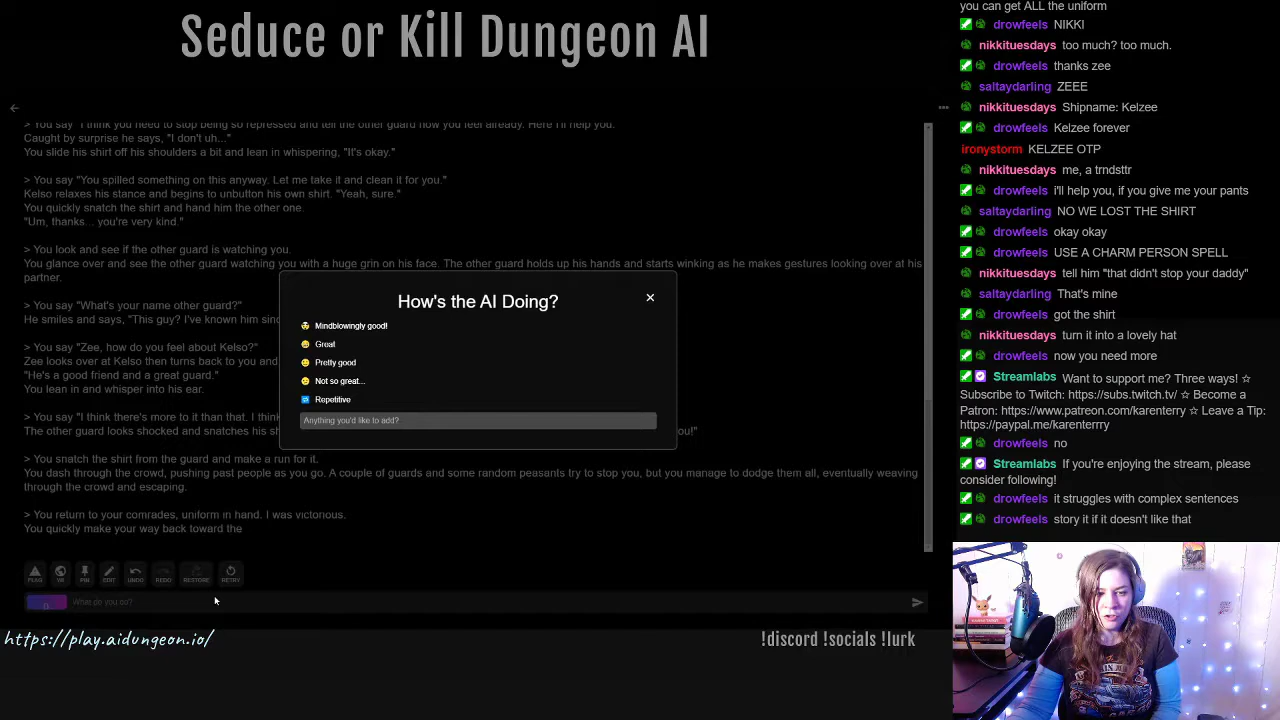 Seduce or Kill Dungeon AI
> You say "I think you need to stop being so repressed and tell the other guard how you feel already. Here I'll help you.
Caught by surprise he says, "I don't uh..."
You slide his shirt off his shoulders a bit and lean in whispering, "It's okay."
> You say "You spilled something on this anyway. Let me take it and clean it for you."
Kelso relaxes his stance and begins to unbutton his own shirt. "Yeah, sure."
You quickly snatch the shirt and hand him the other one.
"Um, thanks... you're very kind."
> You look and see if the other guard is watching you.
You glance over and see the other guard watching you with a huge grin on his face. The other guard holds up his hands and starts winking as he makes gestures looking over at his
partner.
> You say "What's your name other guard?"
He smiles and says, "This guy? I've known him sinc
> You say "Zee, how do you feel about Kelso?"
Zee looks over at Kelso then turns back to you and
"He's a good friend and a great guard."
You lean in and whisper into his ear.
> You say "I think there's more to it than that. I think
The other guard looks shocked and snatches his sh
ou!"
> You snatch the shirt from the guard and make a run for it.
You dash through the crowd, pushing past people as you go. A couple of guards and some random peasants try to stop you, but you manage to dodge them all, eventually weaving
through the crowd and escaping.
> You return to your comrades, uniform in hand. I was victorious.
You quickly make your way back toward the
How's the AI Doing?
Mindblowingly good!
Great
Pretty good
Not so great...
Repetitive
Anything you'd like to add?
FLAG
VR
PIN
EDIT
UNDO
REDO
RESTORE
RETRY
What do you do?
https://play.aidungeon.io/
!discord !socials !lurk
you can get ALL the uniform
drowfeels NIKKI
nikkituesdays too much? too much.
drowfeels thanks zee
saltaydarling ZEEE
nikkituesdays Shipname: Kelzee
drowfeels Kelzee forever
ironystorm KELZEE OTP
nikkituesdays me, a trndsttr
drowfeels i'll help you, if you give me your pants
saltaydarling NO WE LOST THE SHIRT
drowfeels okay okay
drowfeels USE A CHARM PERSON SPELL
nikkituesdays tell him "that didn't stop your daddy"
saltaydarling That's mine
drowfeels got the shirt
nikkituesdays turn it into a lovely hat
drowfeels now you need more
Streamlabs Want to support me? Three ways! ☆
Subscribe to Twitch: https://subs.twitch.tv/ ☆ Become a
Patron: https://www.patreon.com/karenterry ☆ Leave a Tip:
https://paypal.me/karenterrry
drowfeels no
Streamlabs If you're enjoying the stream, please
consider following!
drowfeels it struggles with complex sentences
drowfeels story it if it doesn't like that